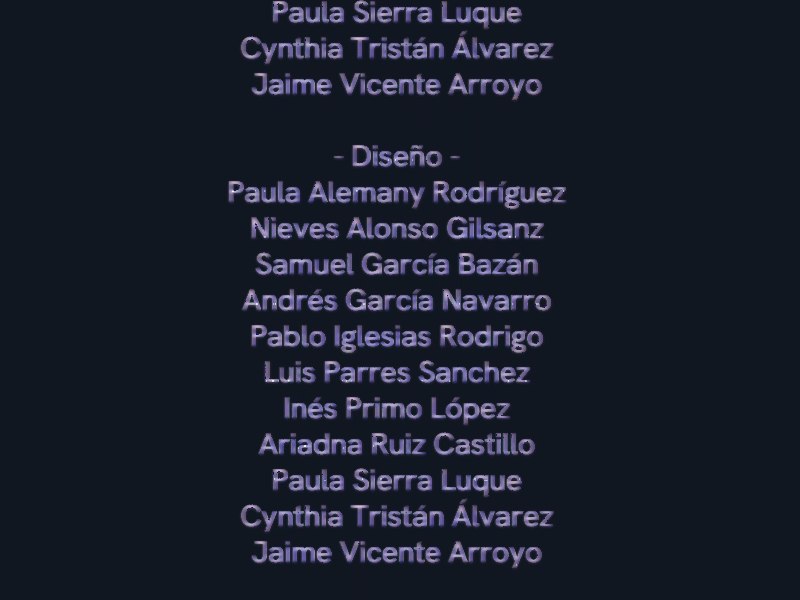 Paula Sierra Luque
Cynthia Tristán Álvarez
Jaime Vicente Arroyo
- Diseño -
Paula Alemany Rodríguez
Nieves Alonso Gilsanz
Samuel García Bazán
Andrés García Navarro
Pablo Iglesias Rodrigo
Luis Parres Sanchez
Inés Primo López
Ariadna Ruiz Castillo
Paula Sierra Luque
Cynthia Tristán Álvarez
Jaime Vicente Arroyo